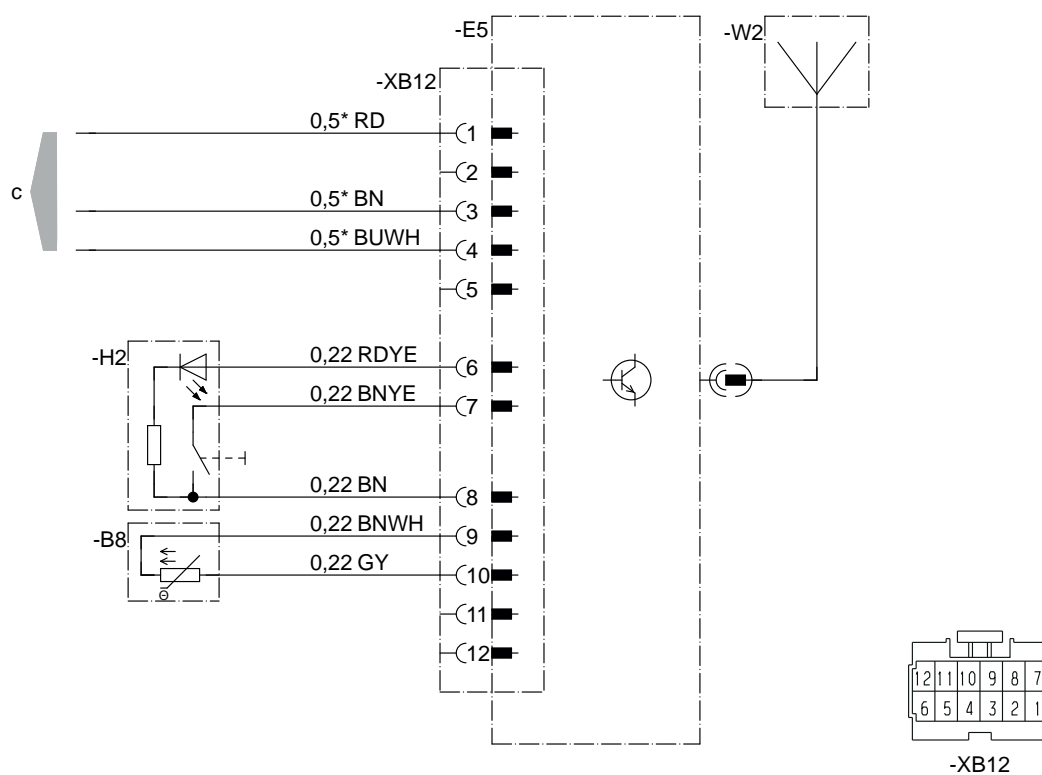 -E5
-W2
-XB12
0,5* RD
1
2
c
0,5* BN
3
0,5* BUWH
4
5
-H2
0,22 RDYE
6
0,22 BNYE
7
0,22 BN
8
-B8
0,22 BNWH
9
0,22 GY
10
Θ
11
12
12 11 10 9 8 7
6 5 4 3 2 1
-XB12